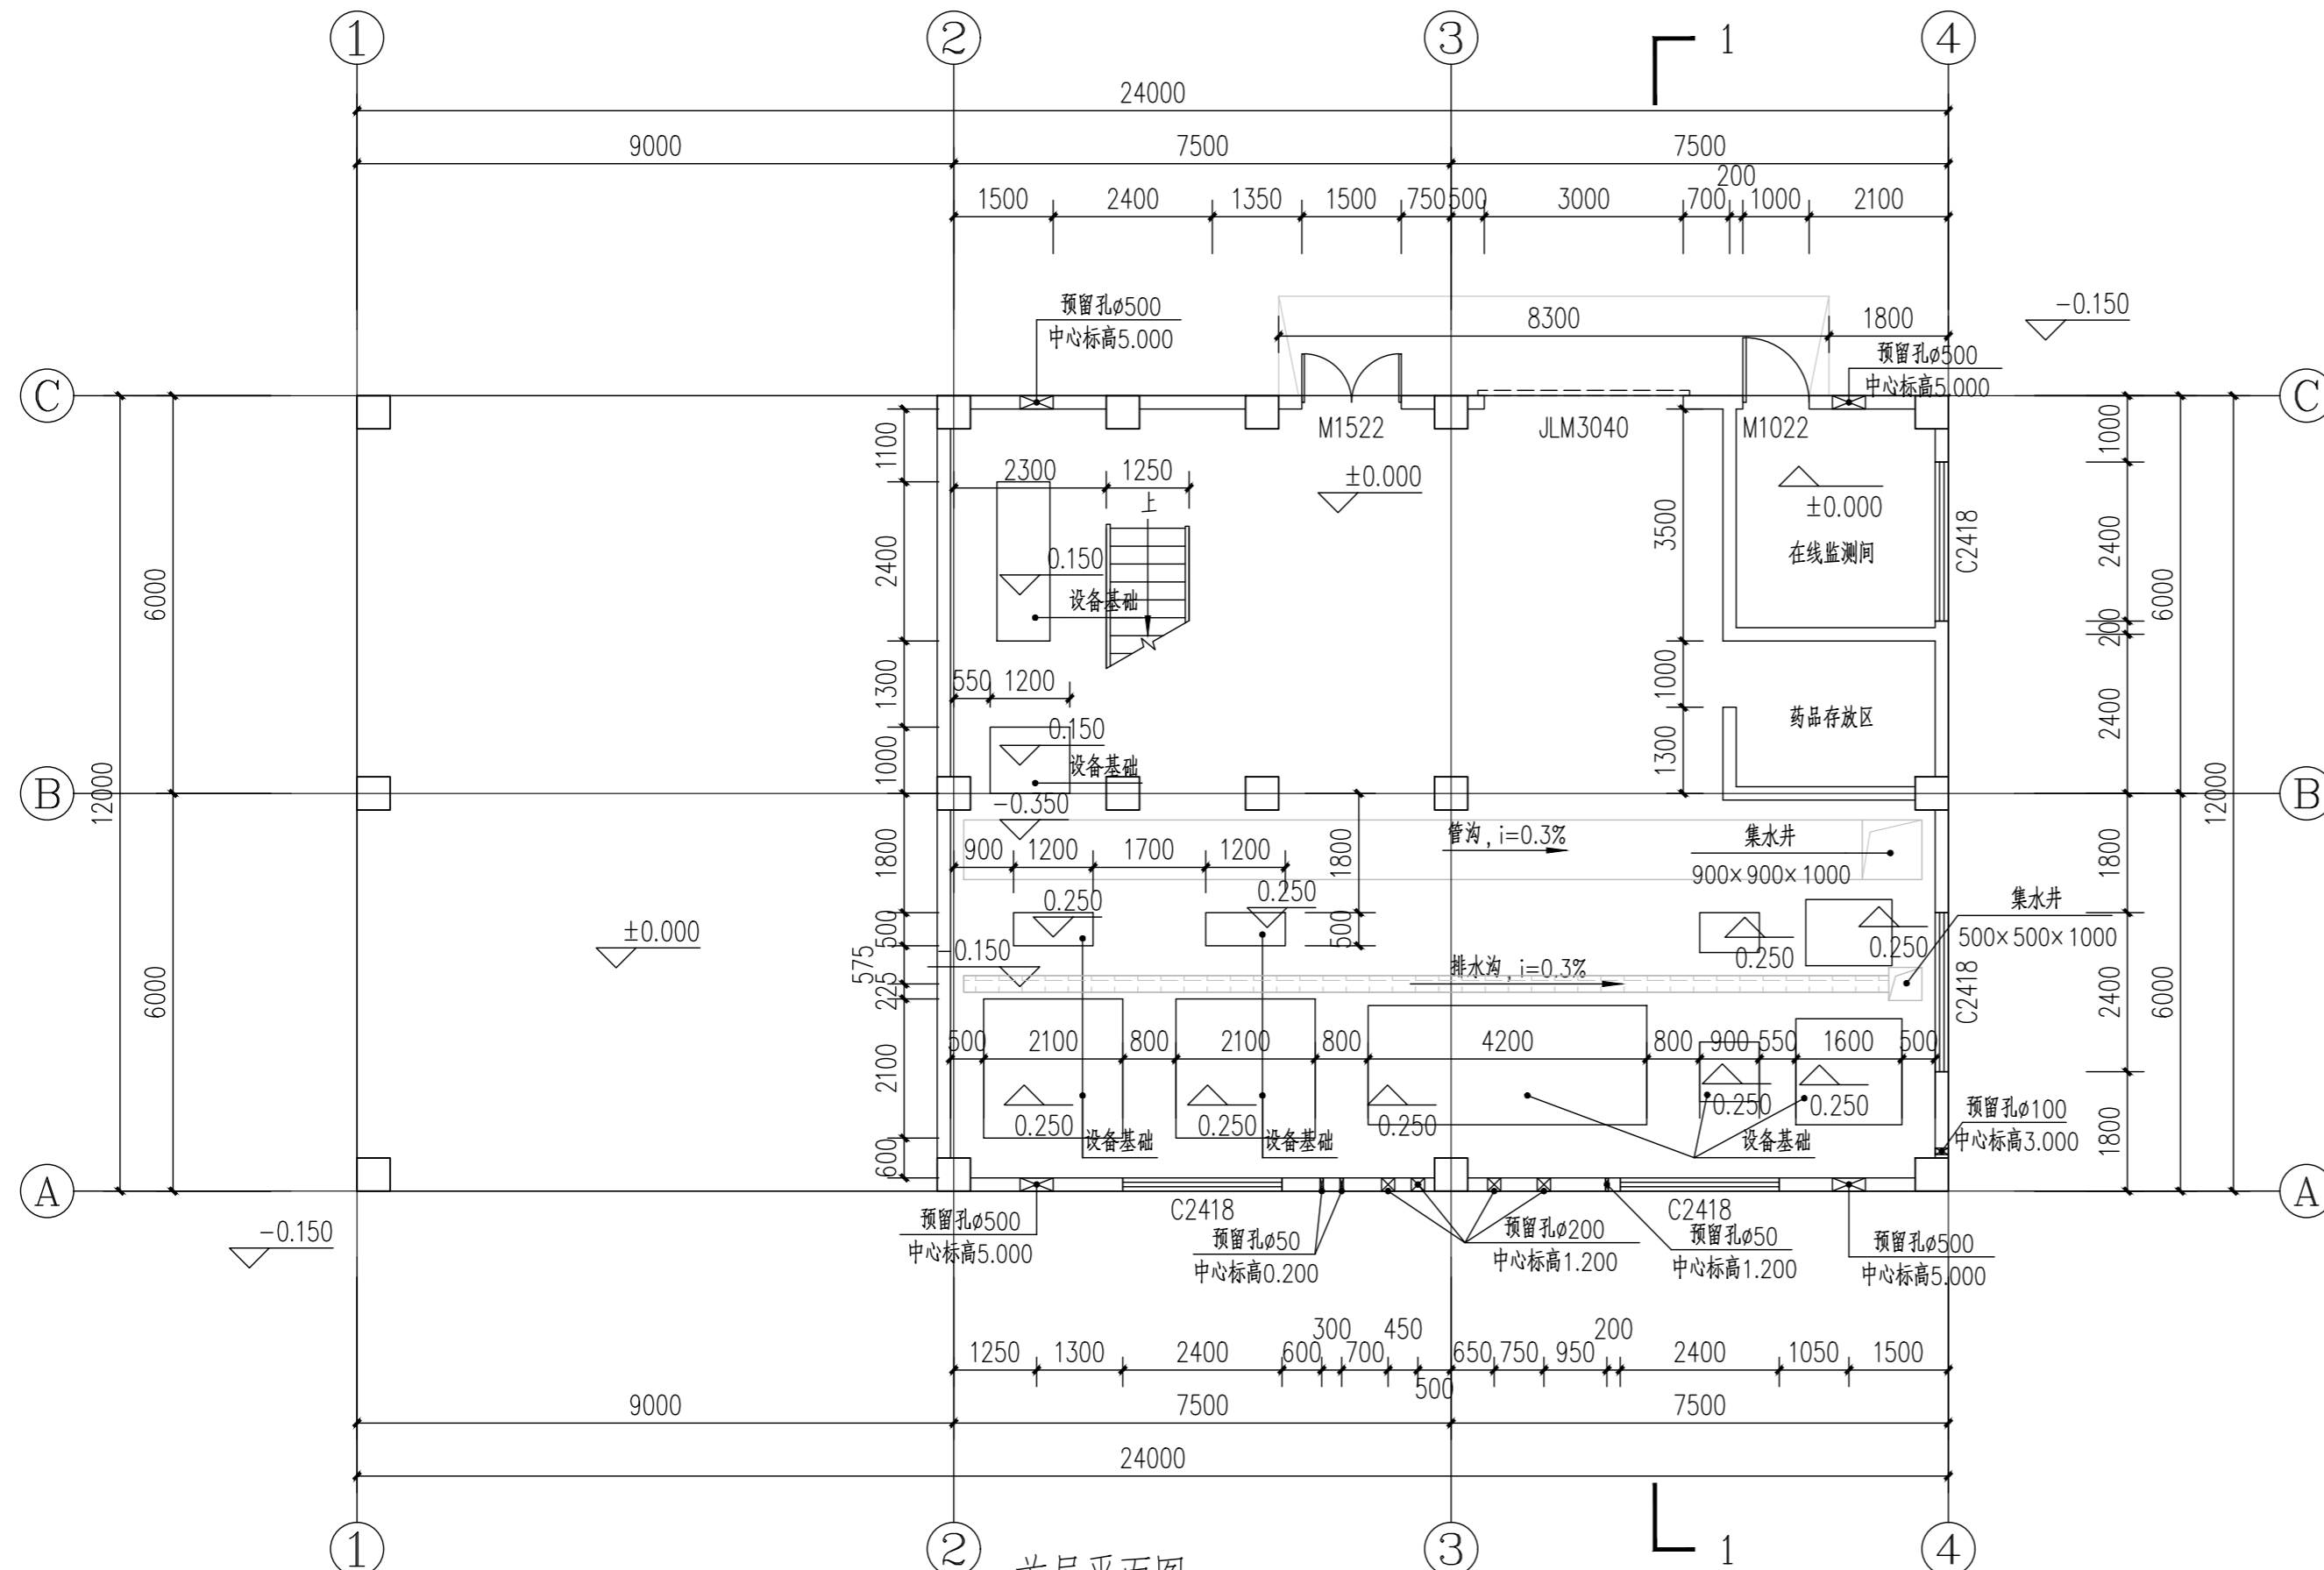 1 2 3 1 4
24000
9000 7500 7500
200
1500 2400 1350 1500 750 500 3000 700 1000 2100
预留孔ø500
中心标高5.000
8300 1800
-0.150
预留孔ø500
中心标高5.000
C C
M1522 JLM3040 M1022
1100 2400 1300 1000 1800 500 575 225 2100 600
2300 1250
上
±0.000
±0.000
在线监测间
3500 1000 1300
C2418
1000 2400 200 2400 1800 2400 1800
6000 6000
12000
6000 6000
12000
0.150
设备基础
550 1200
0.150
设备基础
药品存放区
B B
-0.350
900 1200 1700 1200
1800 500
管沟,i=0.3%
集水井
900×900×1000
0.250 0.250
0.250 0.250
集水井
500×500×1000
±0.000
-0.150
排水沟,i=0.3%
C2418
500 2100 800 2100 800 4200 800 900 550 1600 500
0.250 0.250 0.250 0.250 0.250
设备基础 设备基础 设备基础
预留孔ø100
中心标高3.000
A A
-0.150
预留孔ø500
中心标高5.000
C2418
预留孔ø50
中心标高0.200
预留孔ø200
中心标高1.200
C2418
预留孔ø50
中心标高1.200
预留孔ø500
中心标高5.000
300 450 200
1250 1300 2400 600 700 650 750 950 2400 1050 1500
500
9000 7500 7500
24000
1 2 3 1 4
首层平面图